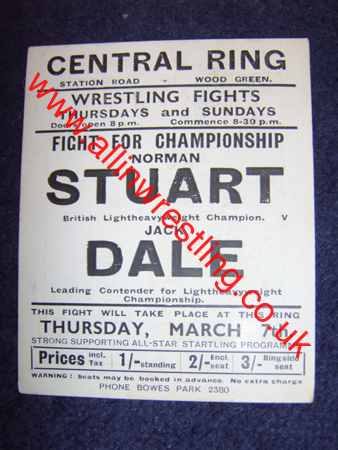 CENTRAL RING
STATION ROAD - WOOD GREEN.
WRESTLING FIGHTS
THURSDAYS and SUNDAYS
Doors open 8 p.m. Commence 8-30 p.m.
FIGHT FOR CHAMPIONSHIP
NORMAN
STUART
British Lightheavyweight Champion. V
JACK
DALE
Leading Contender for Lightheavyweight
Championship.
THIS FIGHT WILL TAKE PLACE AT THIS RING
THURSDAY, MARCH 7th
STRONG SUPPORTING ALL-STAR STARTLING PROGRAMME
Prices incl. Tax 1/- standing 2/- Encl. seat 3/- Ringside seat
WARNING: Seats may be booked in advance. No extra charge
PHONE BOWES PARK 2380
www.allinwrestling.co.uk